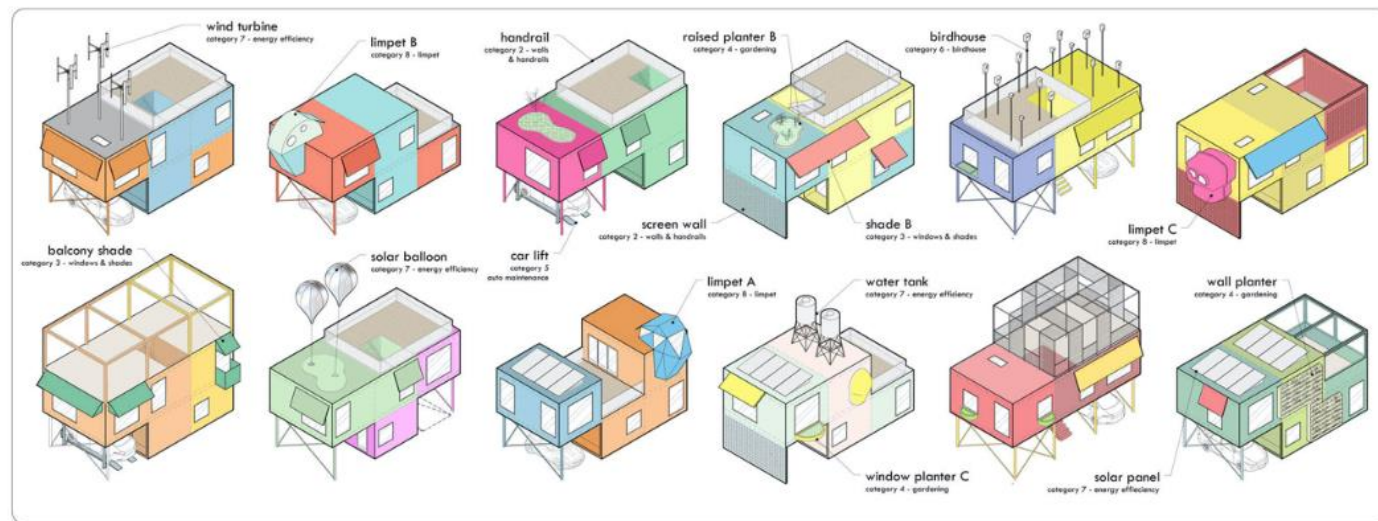 wind turbine
category 7 - energy efficiency
limpet B
category 8 - limpet
handrail
category 2 - walls
& handrails
raised planter B
category 4 - gardening
birdhouse
category 6 - birdhouse
screen wall
category 2 - walls & handrails
shade B
category 3 - windows & shades
limpet C
category 8 - limpet
car lift
category 5
auto maintenance
balcony shade
category 3 - windows & shades
solar balloon
category 7 - energy efficiency
limpet A
category 8 - limpet
water tank
category 7 - energy efficiency
wall planter
category 4 - gardening
window planter C
category 4 - gardening
solar panel
category 7 - energy effieciency